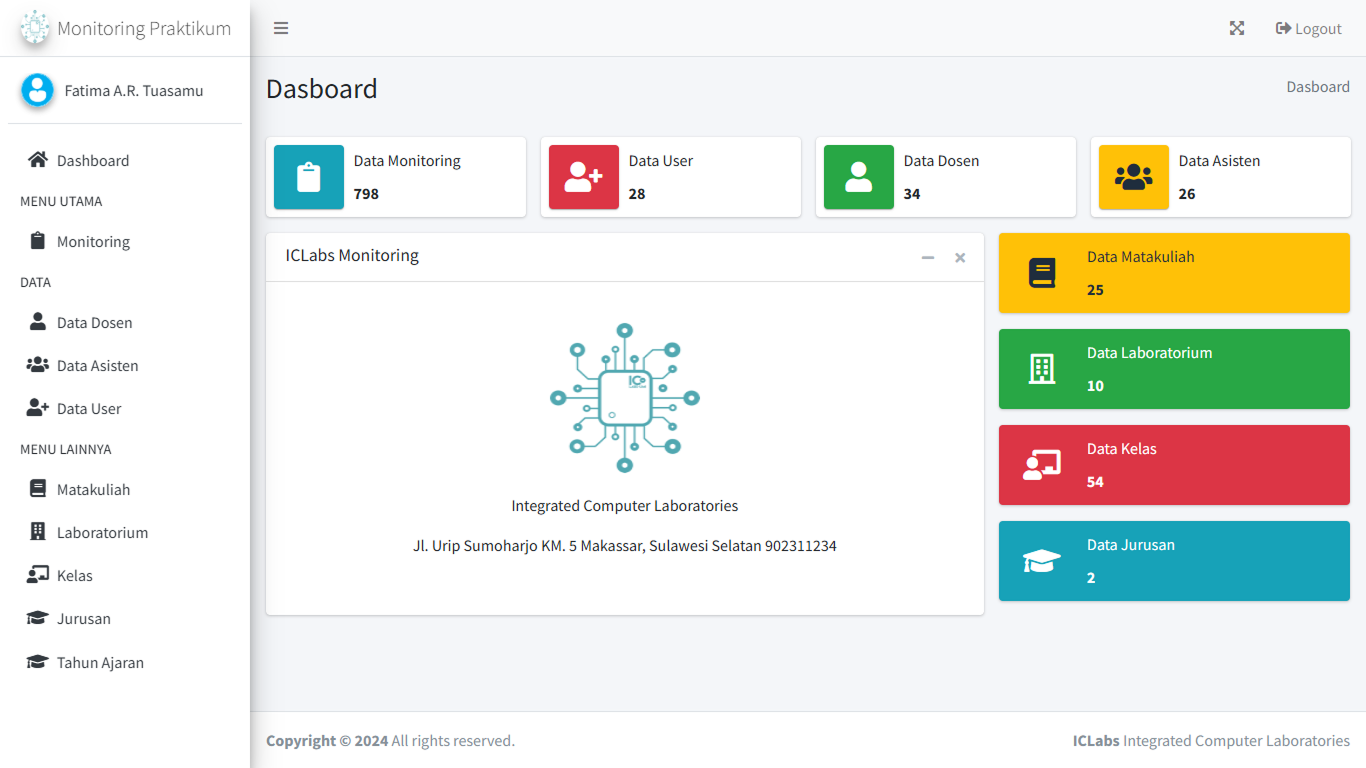 Monitoring Praktikum
Logout
Fatima A.R. Tuasamu
Dashboard
MENU UTAMA
Monitoring
DATA
Data Dosen
Data Asisten
Data User
MENU LAINNYA
Matakuliah
Laboratorium
Kelas
Jurusan
Tahun Ajaran
Dasboard
Dasboard
Data Monitoring
798
Data User
28
Data Dosen
34
Data Asisten
26
ICLabs Monitoring
IC
Integrated Computer Laboratories
Jl. Urip Sumoharjo KM. 5 Makassar, Sulawesi Selatan 902311234
Data Matakuliah
25
Data Laboratorium
10
Data Kelas
54
Data Jurusan
2
Copyright © 2024 All rights reserved.
ICLabs Integrated Computer Laboratories